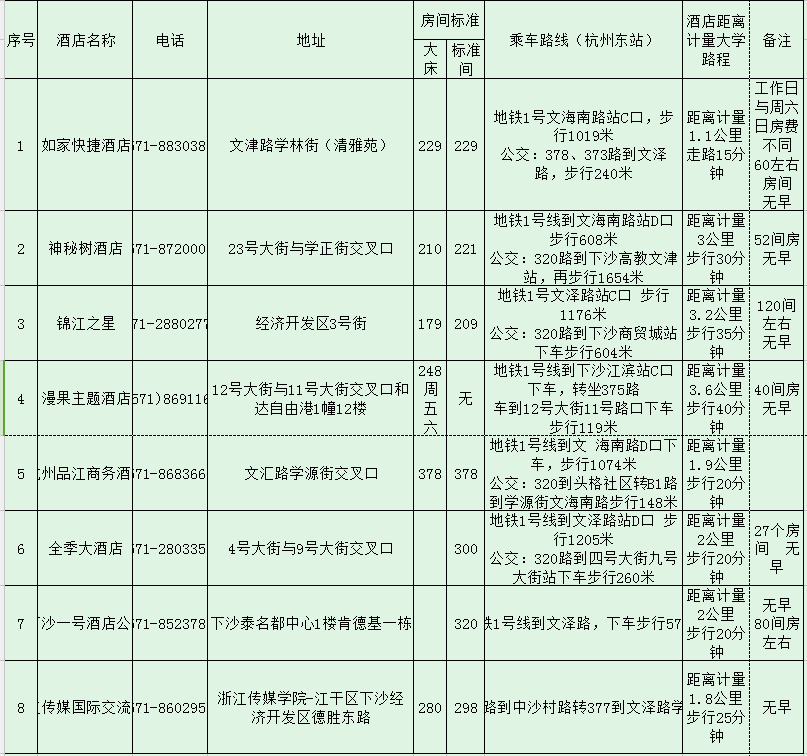 序号 酒店名称 电话 地址 房间标准 乘车路线（杭州东站） 酒店距离计量大学路程 备注
大床 标准间
1 如家快捷酒店 571-883038 文津路学林街（清雅苑） 229 229
地铁1号文海南路站C口，步
行1019米
公交：378、373路到文泽
路，步行240米
距离计量
1.1公里
走路15分
钟
工作日
与周六
日房费
不同
60左右
房间
无早
2 神秘树酒店 571-872000 23号大街与学正街交叉口 210 221
地铁1号线到文海南路站D口
步行608米
公交：320路到下沙高教文津
站，再步行1654米
距离计量
3公里
步行30分
钟
52间房
无早
3 锦江之星 71-2880277 经济开发区3号街 179 209
地铁1号文泽路站C口 步行
1176米
公交：320路到下沙商贸城站
下车步行604米
距离计量
3.2公里
步行35分
钟
120间
左右
无早
4 漫果主题酒店 571)869116
12号大街与11号大街交叉口和
达自由港1幢12楼
248
周
五
六
无
地铁1号线到下沙江滨站C口
下车，转坐375路
车到12号大街11号路口下车
步行119米
距离计量
3.6公里
步行40分
钟
40间房
无早
5 州品江商务酒 571-868366 文汇路学源街交叉口 378 378
地铁1号线到文 海南路D口下
车，步行1074米
公交：320到头格社区转B1路
到学源街文海南路步行148米
距离计量
1.9公里
步行20分
钟
6 全季大酒店 571-280335 4号大街与9号大街交叉口 300
地铁1号线到文泽路站D口 步
行1205米
公交：320路到四号大街九号
大街站下车步行260米
距离计量
2公里
步行20分
钟
27个房
间 无
早
7 沙一号酒店公 571-852378 下沙泰名都中心1楼肯德基一栋 320
铁1号线到文泽路，下车步行57
距离计量
2公里
步行20分
钟
无早
80间房
左右
8 传媒国际交流 571-860295
浙江传媒学院-江干区下沙经
济开发区德胜东路
280 298
路到中沙村路转377到文泽路学
距离计量
1.8公里
步行25分
钟
无早